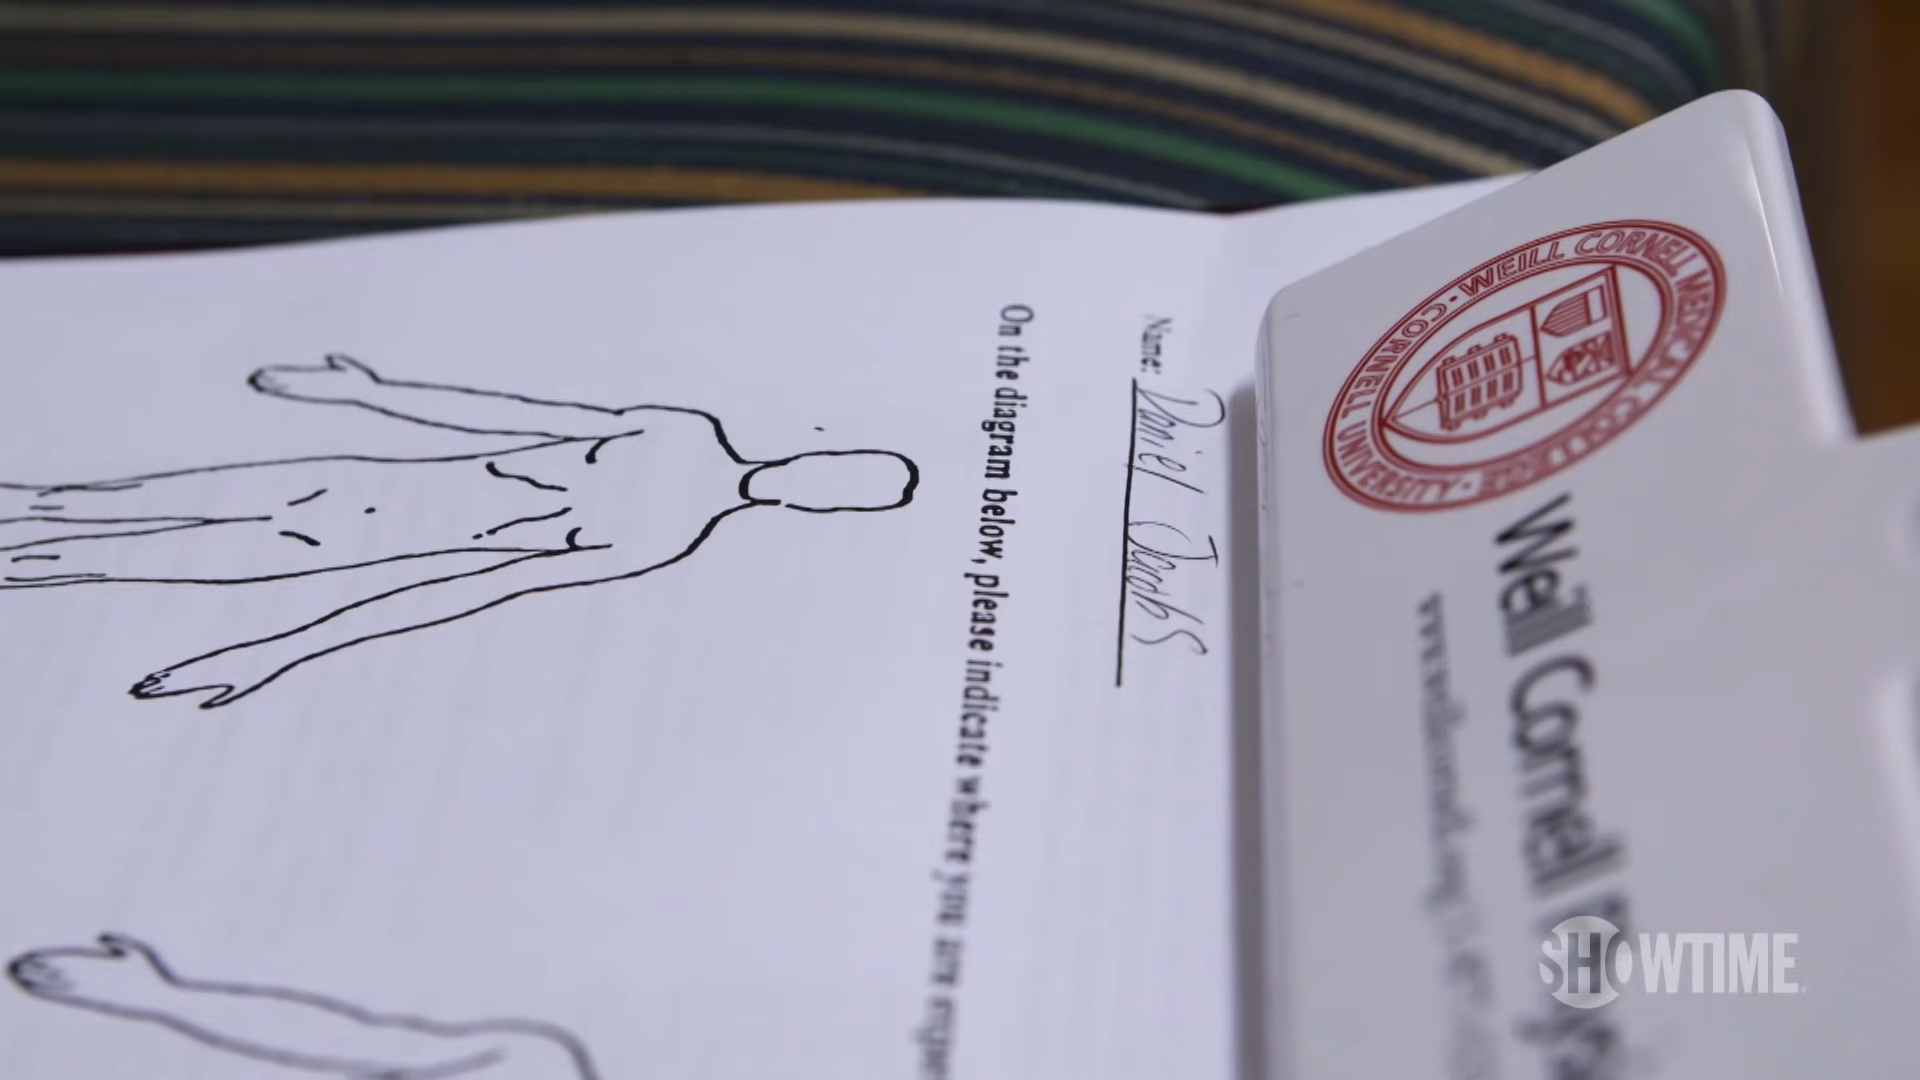 Name: Daniel Jacobs
On the diagram below, please indicate where you are
WEILL CORNELL MEDICAL COLLEGE · CORNELL UNIVERSITY ·
Weill Cornell
SHOWTIME